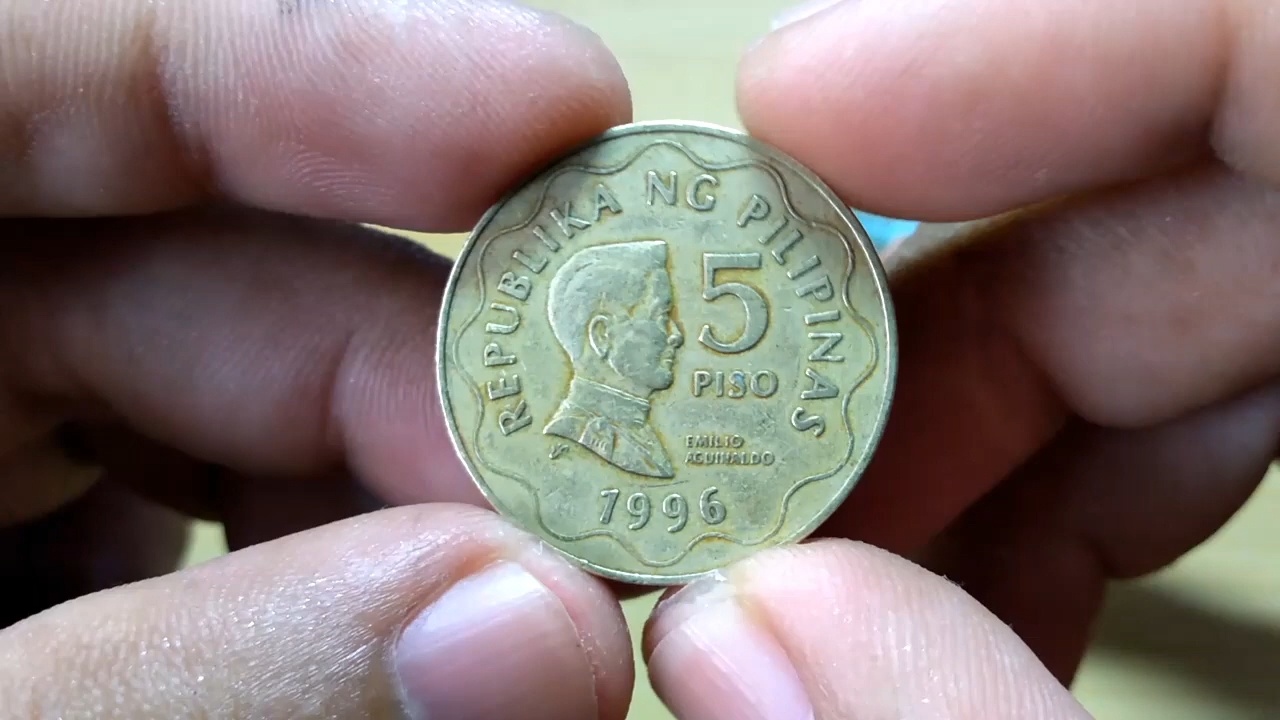 REPUBLIKA NG PILIPINAS
5
PISO
EMILIO
AGUINALDO
1996